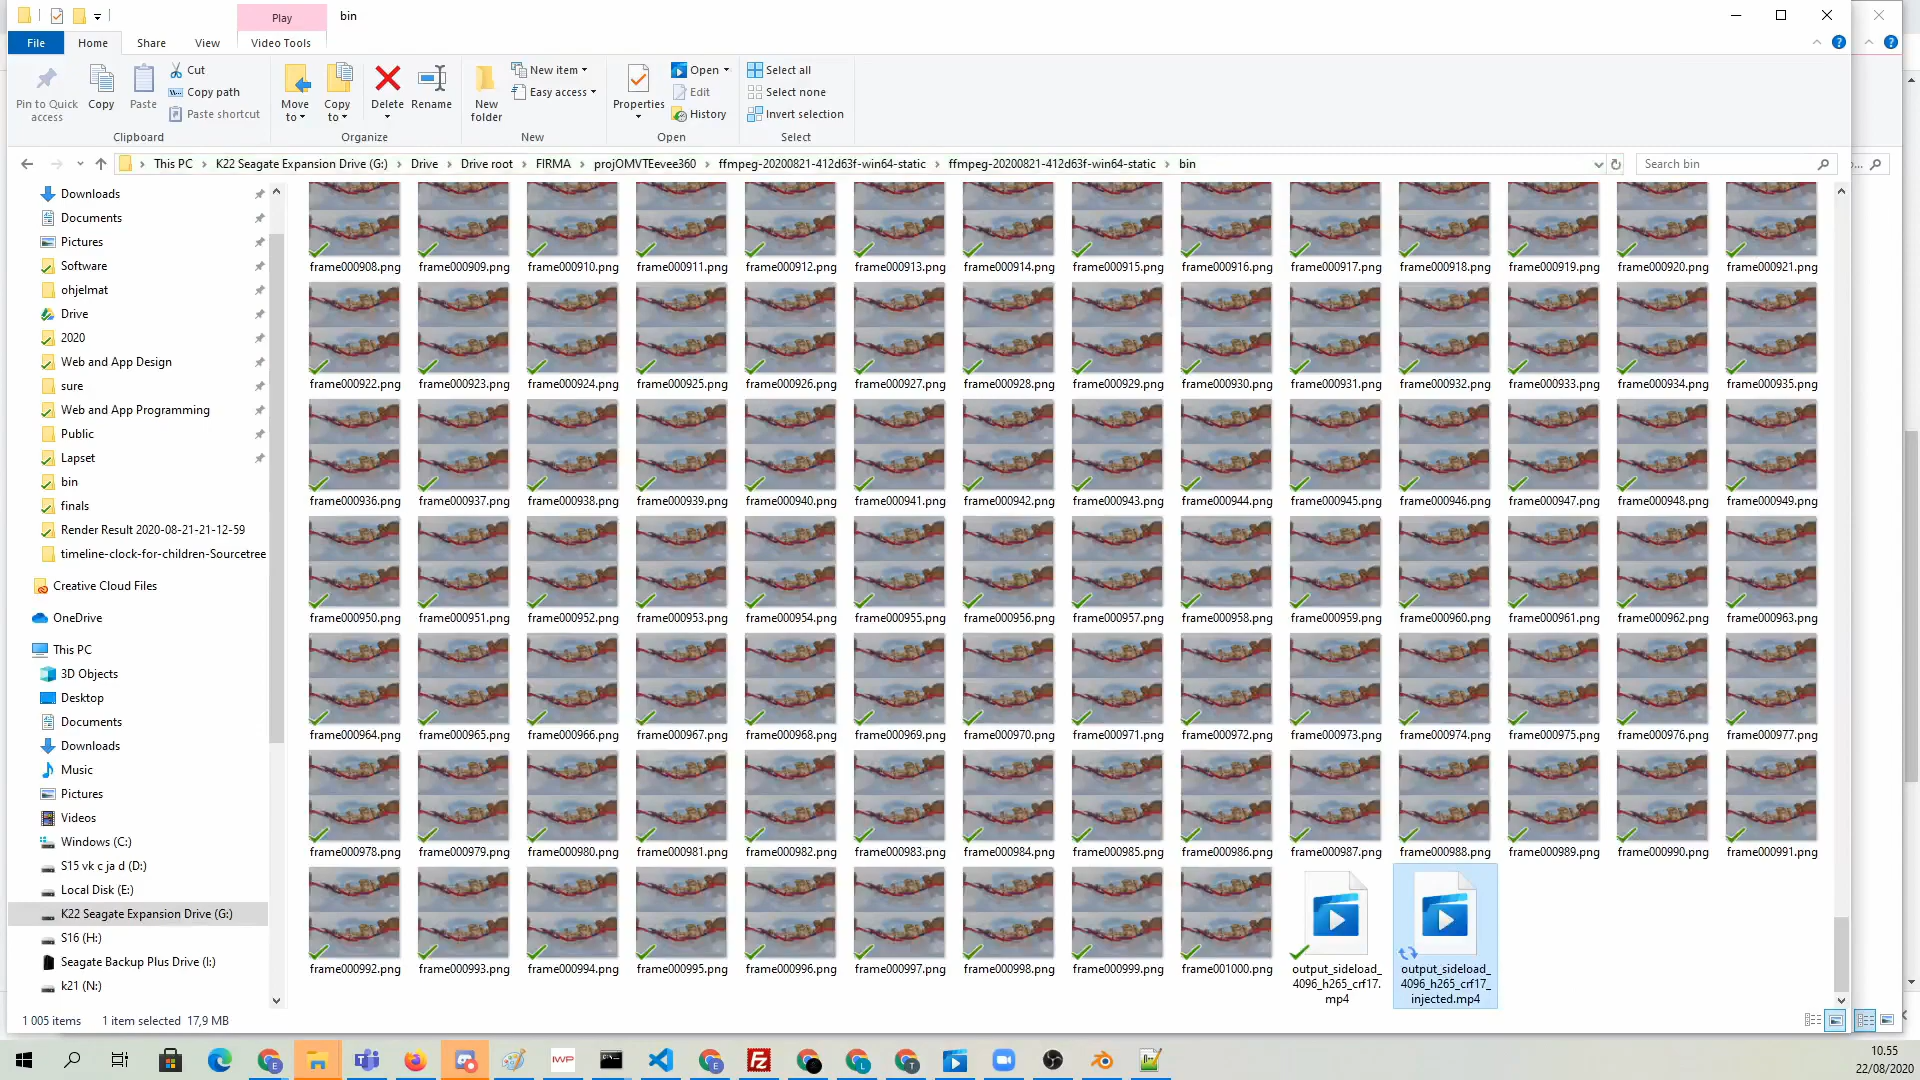 Play
bin
File
Home
Share
View
Video Tools
Pin to Quick access
Copy
Paste
Cut
Copy path
Paste shortcut
Move to
Copy to
Delete
Rename
New folder
New item
Easy access
Properties
Open
Edit
History
Select all
Select none
Invert selection
Clipboard
Organize
New
Open
Select
This PC
K22 Seagate Expansion Drive (G:)
Drive
Drive root
FIRMA
projOMVTEevee360
ffmpeg-20200821-412d63f-win64-static
ffmpeg-20200821-412d63f-win64-static
bin
Search bin
Downloads
Documents
Pictures
Software
ohjelmat
Drive
2020
Web and App Design
sure
Web and App Programming
Public
Lapset
bin
finals
Render Result 2020-08-21-21-12-59
timeline-clock-for-children-Sourcetree
Creative Cloud Files
OneDrive
This PC
3D Objects
Desktop
Documents
Downloads
Music
Pictures
Videos
Windows (C:)
S15 vk c ja d (D:)
Local Disk (E:)
K22 Seagate Expansion Drive (G:)
S16 (H:)
Seagate Backup Plus Drive (I:)
k21 (N:)
frame000908.png frame000909.png frame000910.png frame000911.png frame000912.png frame000913.png frame000914.png frame000915.png frame000916.png frame000917.png frame000918.png frame000919.png frame000920.png frame000921.png
frame000922.png frame000923.png frame000924.png frame000925.png frame000926.png frame000927.png frame000928.png frame000929.png frame000930.png frame000931.png frame000932.png frame000933.png frame000934.png frame000935.png
frame000936.png frame000937.png frame000938.png frame000939.png frame000940.png frame000941.png frame000942.png frame000943.png frame000944.png frame000945.png frame000946.png frame000947.png frame000948.png frame000949.png
frame000950.png frame000951.png frame000952.png frame000953.png frame000954.png frame000955.png frame000956.png frame000957.png frame000958.png frame000959.png frame000960.png frame000961.png frame000962.png frame000963.png
frame000964.png frame000965.png frame000966.png frame000967.png frame000968.png frame000969.png frame000970.png frame000971.png frame000972.png frame000973.png frame000974.png frame000975.png frame000976.png frame000977.png
frame000978.png frame000979.png frame000980.png frame000981.png frame000982.png frame000983.png frame000984.png frame000985.png frame000986.png frame000987.png frame000988.png frame000989.png frame000990.png frame000991.png
frame000992.png frame000993.png frame000994.png frame000995.png frame000996.png frame000997.png frame000998.png frame000999.png frame001000.png
output_sideload_
4096_h265_crf17.
mp4
output_sideload_
4096_h265_crf17_
injected.mp4
1 005 items
1 item selected 17,9 MB
IWP
10.55
22/08/2020